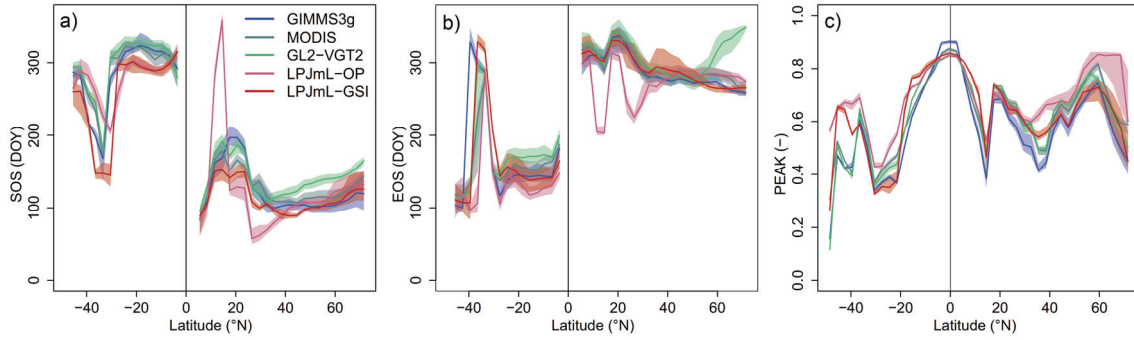 a)
GIMMS3g
MODIS
GL2−VGT2
LPJmL−OP
LPJmL−GSI
SOS (DOY)
0 100 200 300
−40 −20 0 20 40 60
Latitude (°N)
b)
EOS (DOY)
0 100 200 300
−40 −20 0 20 40 60
Latitude (°N)
c)
PEAK (−)
0.0 0.2 0.4 0.6 0.8 1.0
−40 −20 0 20 40 60
Latitude (°N)